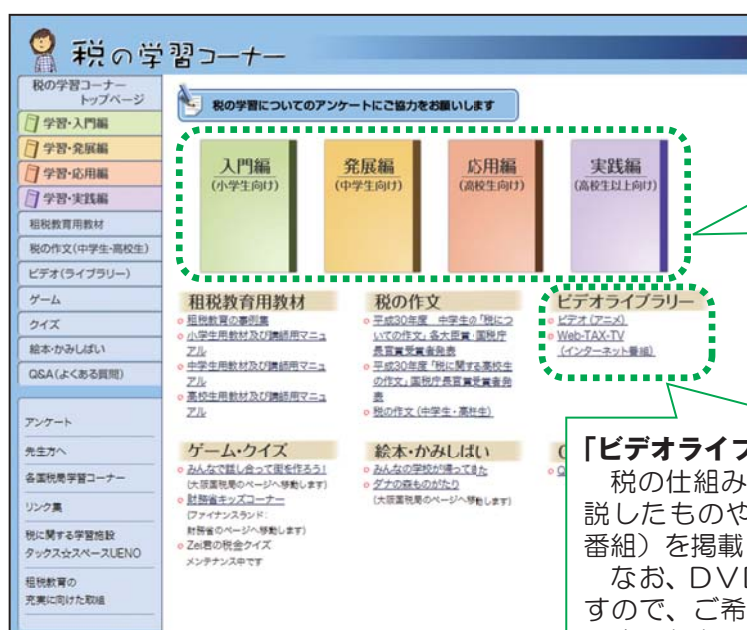 税の学習コーナー
税の学習コーナー
トップページ
学習・入門編
学習・発展編
学習・応用編
学習・実践編
租税教育用教材
税の作文(中学生・高校生)
ビデオ(ライブラリー)
ゲーム
クイズ
絵本・かみしばい
Q&A(よくある質問)
アンケート
先生方へ
各国税局学習コーナー
リンク集
税に関する学習施設
タックス☆スペースUENO
租税教育の
充実に向けた取組
税の学習についてのアンケートにご協力をお願いします
入門編
(小学生向け)
発展編
(中学生向け)
応用編
(高校生向け)
実践編
(高校生以上向け)
租税教育用教材
租税教育の事例集
小学生用教材及び講師用マニュ
アル
中学生用教材及び講師用マニュ
アル
高校生用教材及び講師用マニュ
アル
税の作文
平成30年度 中学生の「税につ
いての作文」各大臣賞・国税庁
長官賞受賞者発表
平成30年度「税に関する高校生
の作文」国税庁長官賞受賞者発
表
税の作文(中学生・高校生)
ビデオライブラリー
ビデオ(アニメ)
Web-TAX-TV
(インターネット番組)
ゲーム・クイズ
みんなで話し合って街を作ろう!
(大阪国税局のページへ移動します)
財務省キッズコーナー
(ファイナンスランド:
財務省のページへ移動します)
Zei君の税金クイズ
メンテナンス中です
絵本・かみしばい
みんなの学校が帰ってきた
ダナの森ものがたり
(大阪国税局のページへ移動します)
「ビデオライブ
税の仕組み
説したものや
番組)を掲載
なお、DVD
すので、ご希